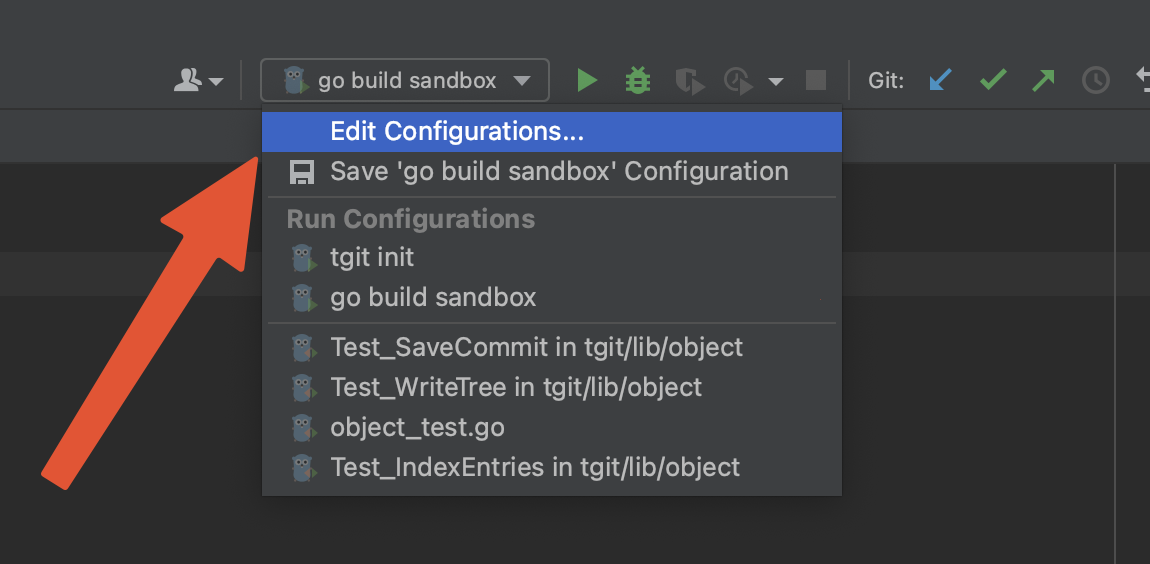 go build sandbox
Git:
Edit Configurations...
Save 'go build sandbox' Configuration
Run Configurations
tgit init
go build sandbox
Test_SaveCommit in tgit/lib/object
Test_WriteTree in tgit/lib/object
object_test.go
Test_IndexEntries in tgit/lib/object